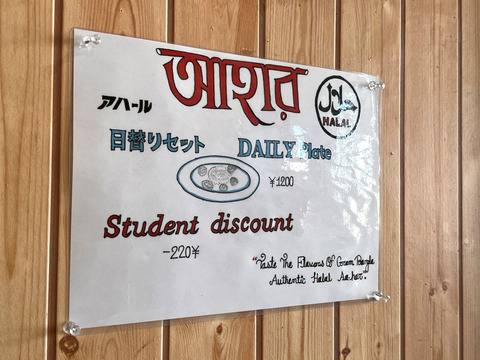 আহার
アハール
حلال
HALAL
日替りセット
DAILY Plate
¥1200
Student discount
-220¥
"Taste The Flavours Of
Authentic Halal